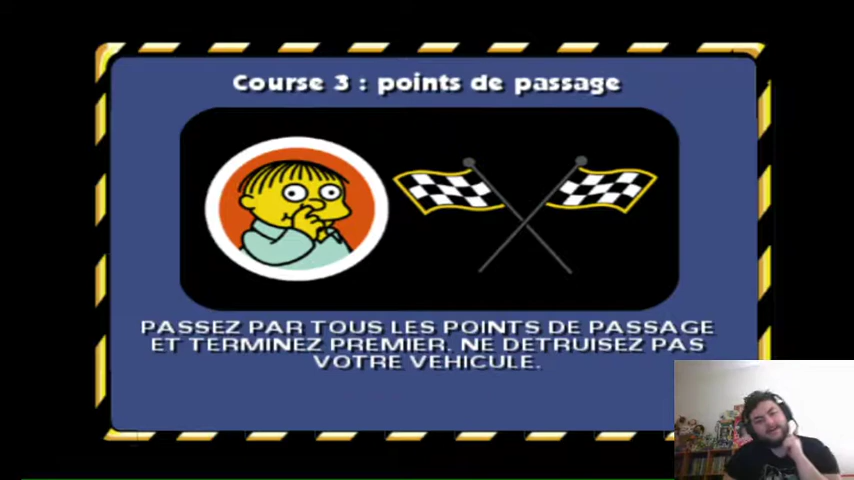 Course 3 : points de passage
PASSEZ PAR TOUS LES POINTS DE PASSAGE
ET TERMINEZ PREMIER. NE DETRUISEZ PAS
VOTRE VEHICULE.